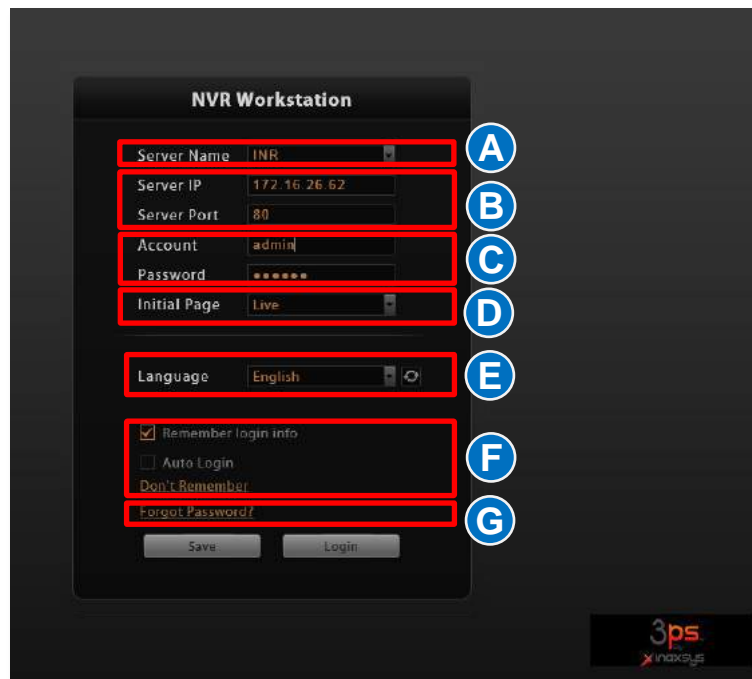 NVR Workstation
Server Name INR A
Server IP 172.16.26.62
B
Server Port 80
Account admin
C
Password ••••••
Initial Page Live D
Language English E
Remember login info
F
Auto Login
Don't Remember
Forgot Password? G
Save Login
3ps
inaxsys